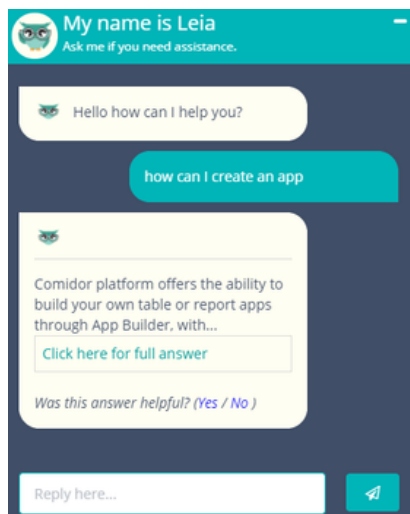 My name is Leia
Ask me if you need assistance.
Hello how can I help you?
how can I create an app
Comidor platform offers the ability to
build your own table or report apps
through App Builder, with...
Click here for full answer
Was this answer helpful? (Yes / No )
Reply here...